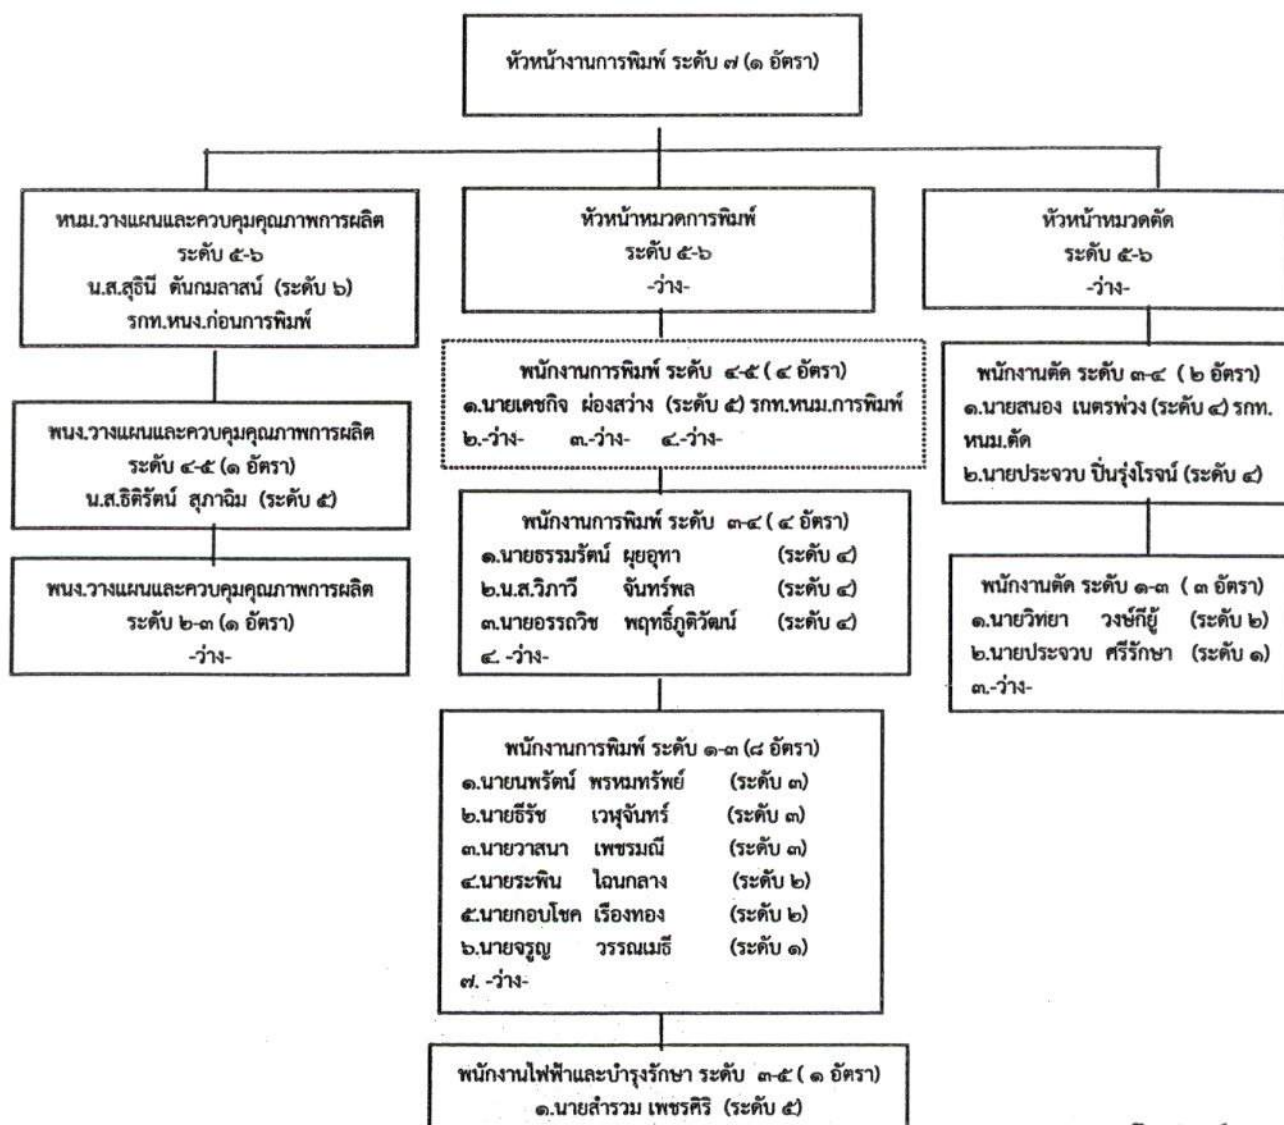 หัวหน้างานการพิมพ์ ระดับ ๗ (๑ อัตรา)
หนม.วางแผนและควบคุมคุณภาพการผลิต
ระดับ ๕-๖
น.ส.สุธินี ตันกมลาสน์ (ระดับ ๖)
รกท.หนง.ก่อนการพิมพ์
พนง.วางแผนและควบคุมคุณภาพการผลิต
ระดับ ๔-๕ (๑ อัตรา)
น.ส.ธิติรัตน์ สุภาฉิม (ระดับ ๕)
พนง.วางแผนและควบคุมคุณภาพการผลิต
ระดับ ๒-๓ (๑ อัตรา)
-ว่าง-
หัวหน้าหมวดการพิมพ์
ระดับ ๕-๖
-ว่าง-
พนักงานการพิมพ์ ระดับ ๔-๕ ( ๔ อัตรา)
๑.นายเดชกิจ ผ่องสว่าง (ระดับ ๕) รกท.หนม.การพิมพ์
๒.-ว่าง- ๓.-ว่าง- ๔.-ว่าง-
พนักงานการพิมพ์ ระดับ ๓-๔ ( ๔ อัตรา)
๑.นายธรรมรัตน์ ผุยอุทา (ระดับ ๔)
๒.น.ส.วิภาวี จันทร์พล (ระดับ ๔)
๓.นายอรรถวิช พฤทธิ์ภูติวัฒน์ (ระดับ ๔)
๔. -ว่าง-
พนักงานการพิมพ์ ระดับ ๑-๓ (๘ อัตรา)
๑.นายนพรัตน์ พรหมทรัพย์ (ระดับ ๓)
๒.นายธีรัช เวฬุจันทร์ (ระดับ ๓)
๓.นายวาสนา เพชรมณี (ระดับ ๓)
๔.นายระพิน ไฉนกลาง (ระดับ ๒)
๕.นายกอบโชค เรืองทอง (ระดับ ๒)
๖.นายจรูญ วรรณเมธี (ระดับ ๑)
๗. -ว่าง-
พนักงานไฟฟ้าและบำรุงรักษา ระดับ ๓-๕ ( ๑ อัตรา)
๑.นายสำรวม เพชรศิริ (ระดับ ๕)
หัวหน้าหมวดตัด
ระดับ ๕-๖
-ว่าง-
พนักงานตัด ระดับ ๓-๔ ( ๒ อัตรา)
๑.นายสนอง เนตรพ่วง (ระดับ ๔) รกท.
หนม.ตัด
๒.นายประจวบ ปิ่นรุ่งโรจน์ (ระดับ ๔)
พนักงานตัด ระดับ ๑-๓ ( ๓ อัตรา)
๑.นายวิทยา วงษ์กียู้ (ระดับ ๒)
๒.นายประจวบ ศรีรักษา (ระดับ ๑)
๓.-ว่าง-